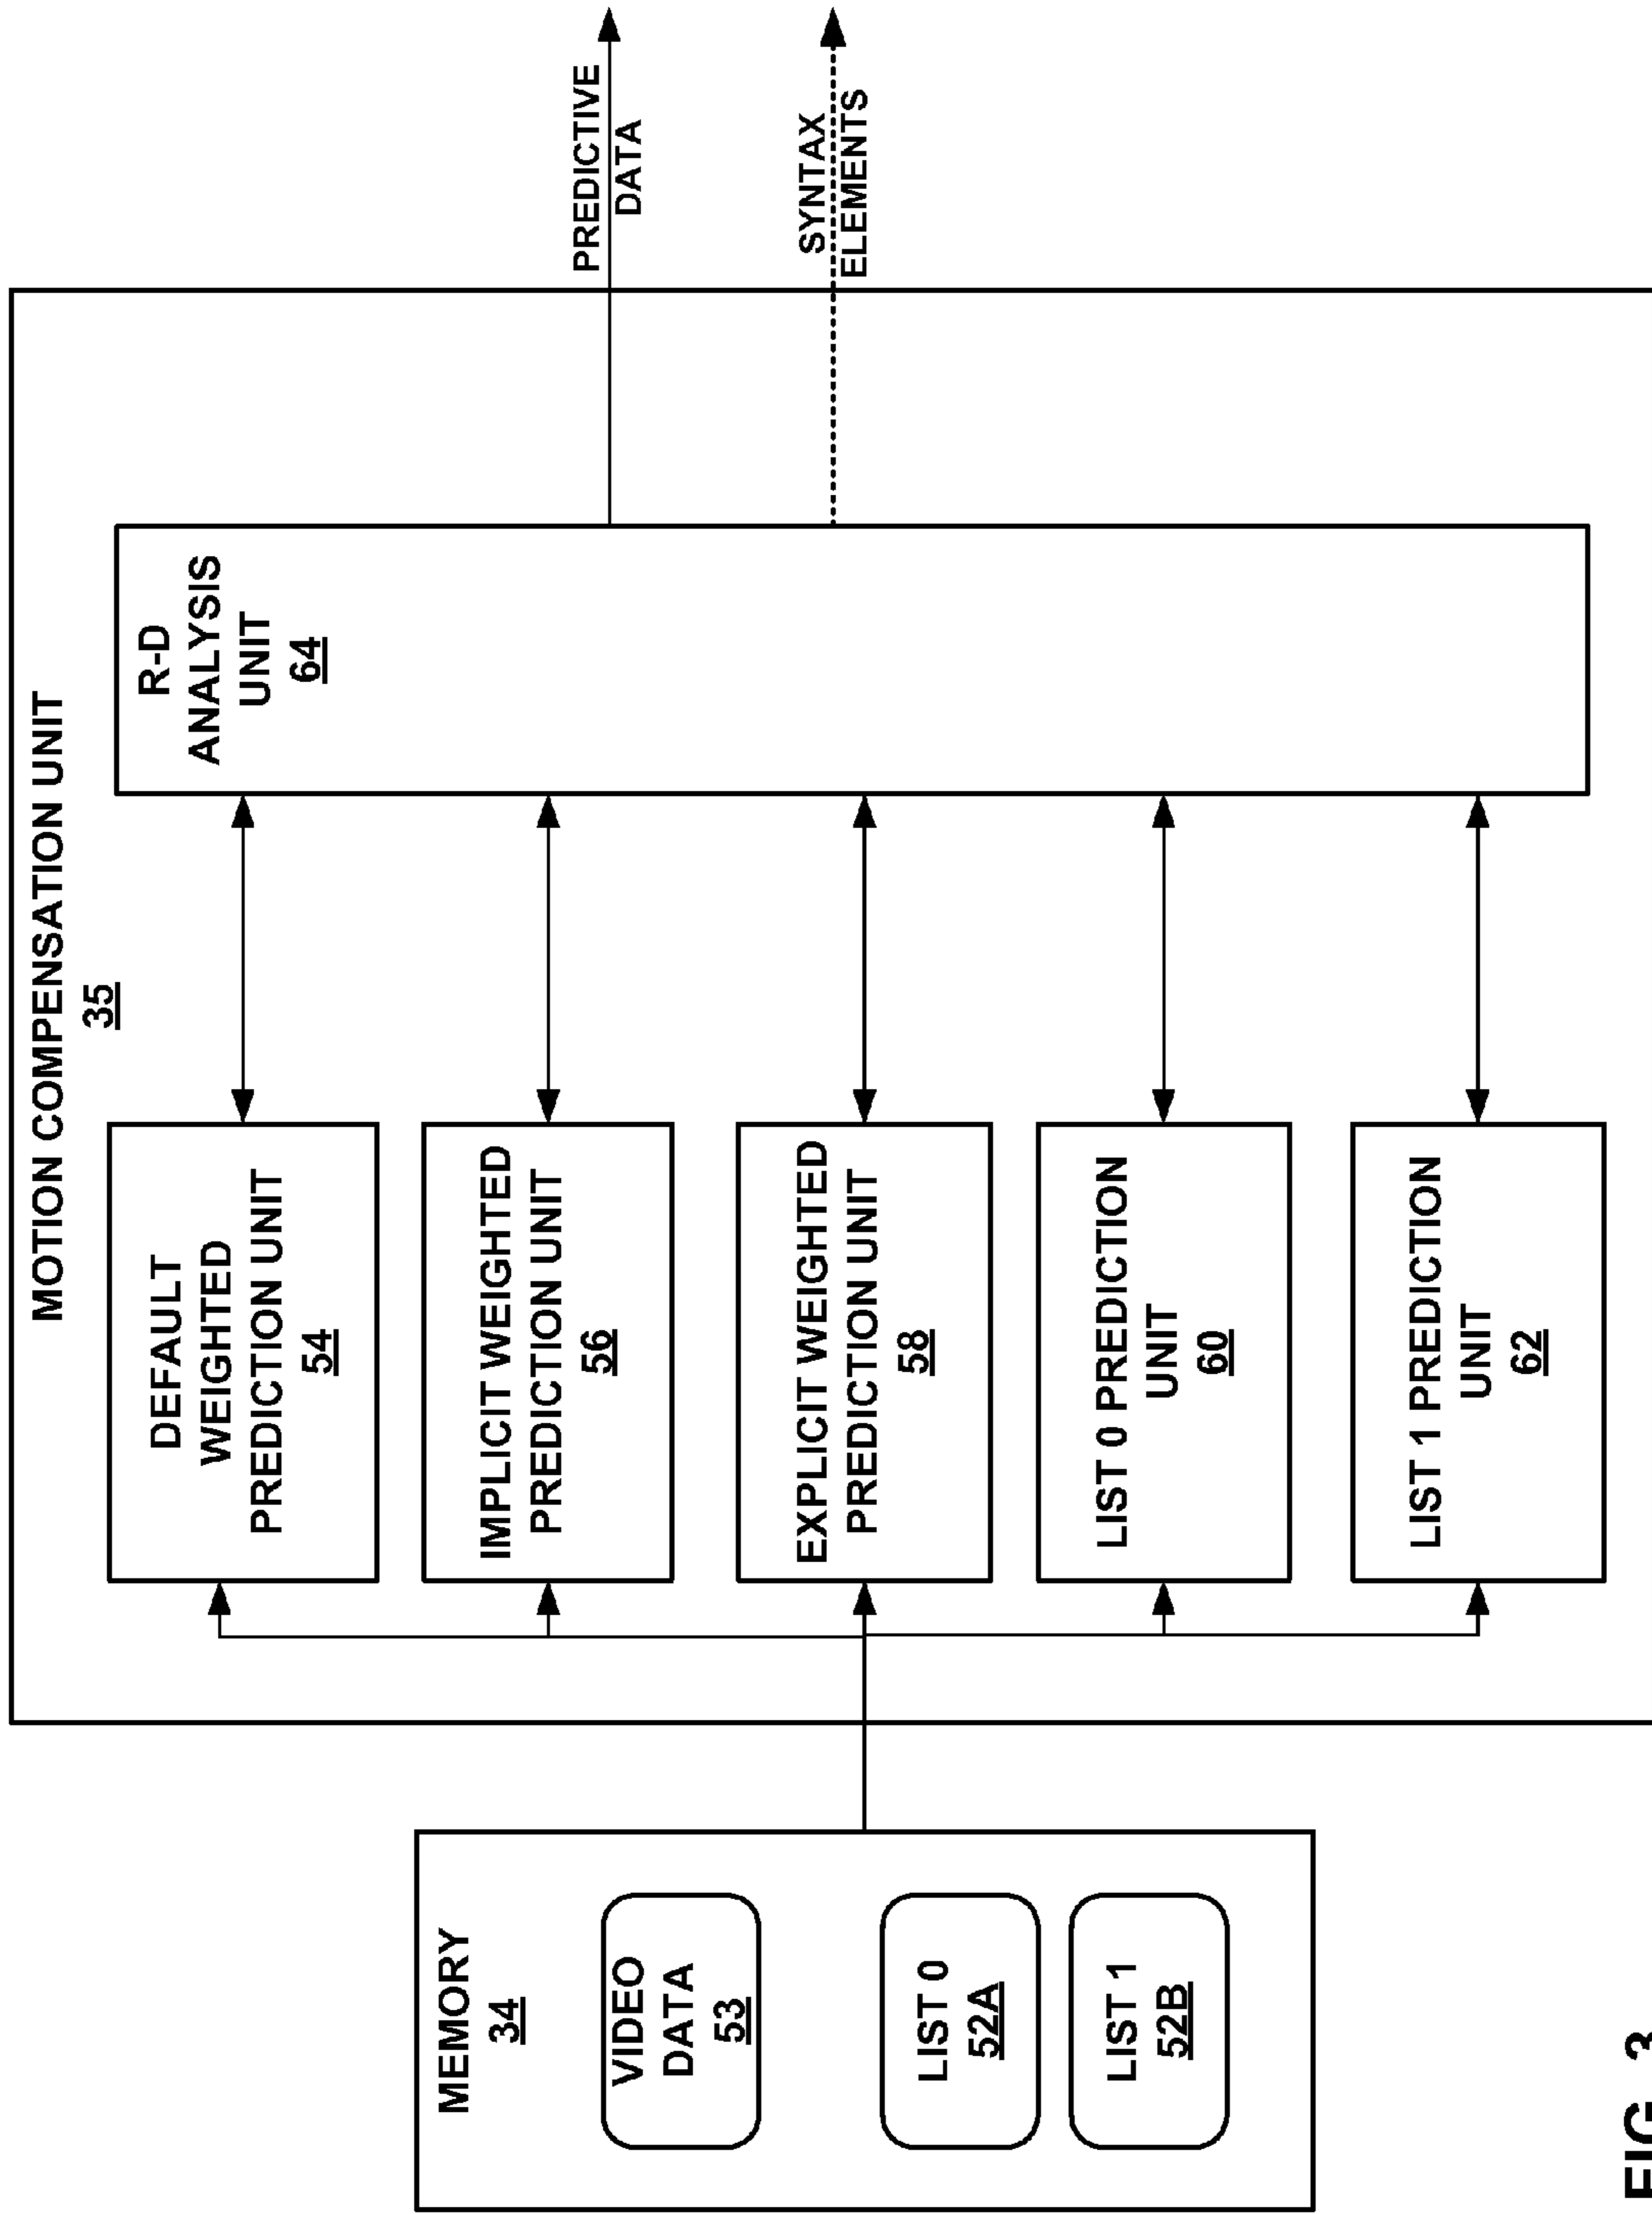 MOTION COMPENSATION UNIT
35
MEMORY
34
VIDEO
DATA
53
LIST 0
52A
LIST 1
52B
DEFAULT
WEIGHTED
PREDICTION UNIT
54
IMPLICIT WEIGHTED
PREDICTION UNIT
56
EXPLICIT WEIGHTED
PREDICTION UNIT
58
LIST 0 PREDICTION
UNIT
60
LIST 1 PREDICTION
UNIT
62
R-D
ANALYSIS
UNIT
64
PREDICTIVE
DATA
SYNTAX
ELEMENTS
FIG. 3